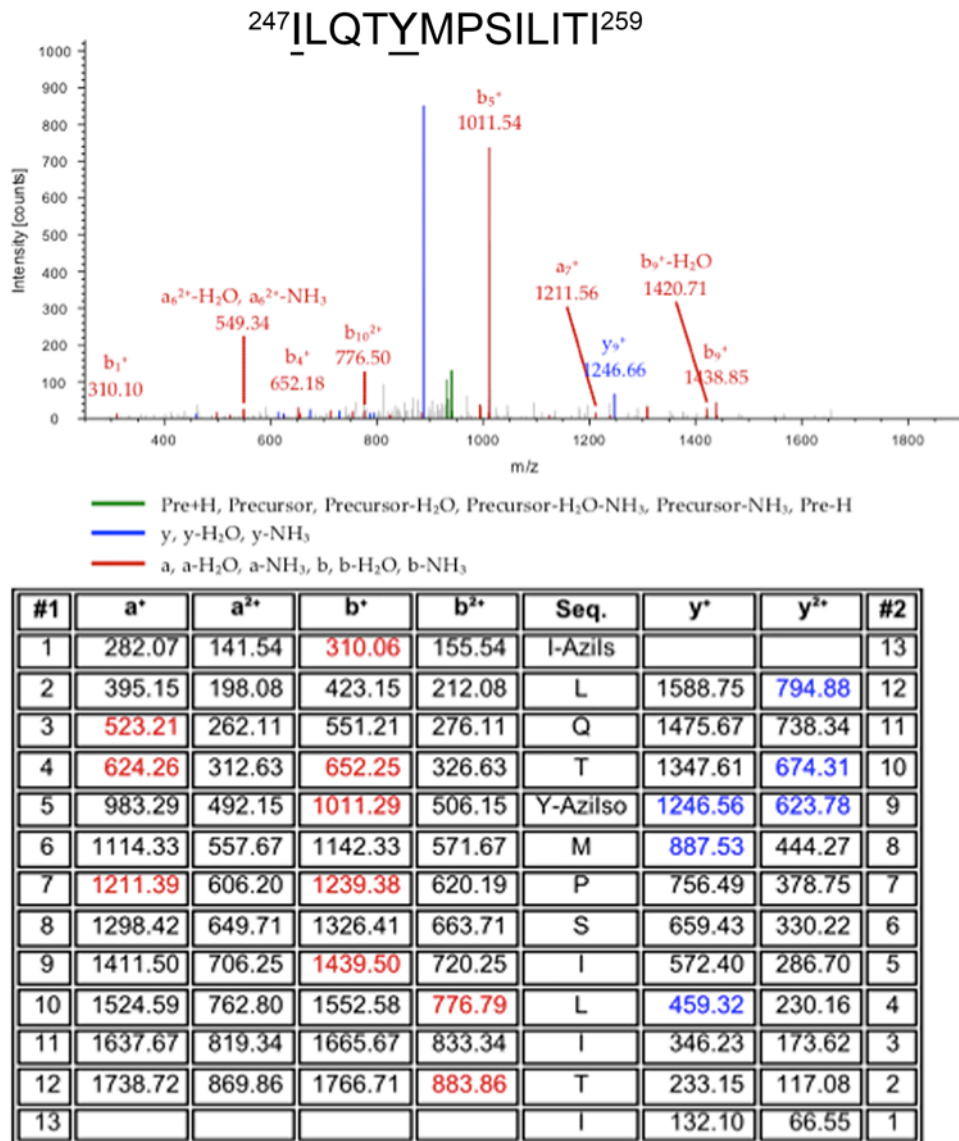 ²⁴⁷ILQTYMPSILITI²⁵⁹
Intensity [counts]
1000
900
800
700
600
500
400
300
200
100
0
b₅⁺
1011.54
a₇⁺
1211.56
b₉⁺-H₂O
1420.71
a₆²⁺-H₂O, a₆²⁺-NH₃
549.34
b₁₀²⁺
776.50
b₄⁺
652.18
y₉⁺
1246.66
b₉⁺
1438.85
b₁⁺
310.10
400 600 800 1000 1200 1400 1600 1800
m/z
Pre+H, Precursor, Precursor-H₂O, Precursor-H₂O-NH₃, Precursor-NH₃, Pre-H
y, y-H₂O, y-NH₃
a, a-H₂O, a-NH₃, b, b-H₂O, b-NH₃
#1 a⁺ a²⁺ b⁺ b²⁺ Seq. y⁺ y²⁺ #2
1 282.07 141.54 310.06 155.54 I-Azils 13
2 395.15 198.08 423.15 212.08 L 1588.75 794.88 12
3 523.21 262.11 551.21 276.11 Q 1475.67 738.34 11
4 624.26 312.63 652.25 326.63 T 1347.61 674.31 10
5 983.29 492.15 1011.29 506.15 Y-Azilso 1246.56 623.78 9
6 1114.33 557.67 1142.33 571.67 M 887.53 444.27 8
7 1211.39 606.20 1239.38 620.19 P 756.49 378.75 7
8 1298.42 649.71 1326.41 663.71 S 659.43 330.22 6
9 1411.50 706.25 1439.50 720.25 I 572.40 286.70 5
10 1524.59 762.80 1552.58 776.79 L 459.32 230.16 4
11 1637.67 819.34 1665.67 833.34 I 346.23 173.62 3
12 1738.72 869.86 1766.71 883.86 T 233.15 117.08 2
13 I 132.10 66.55 1